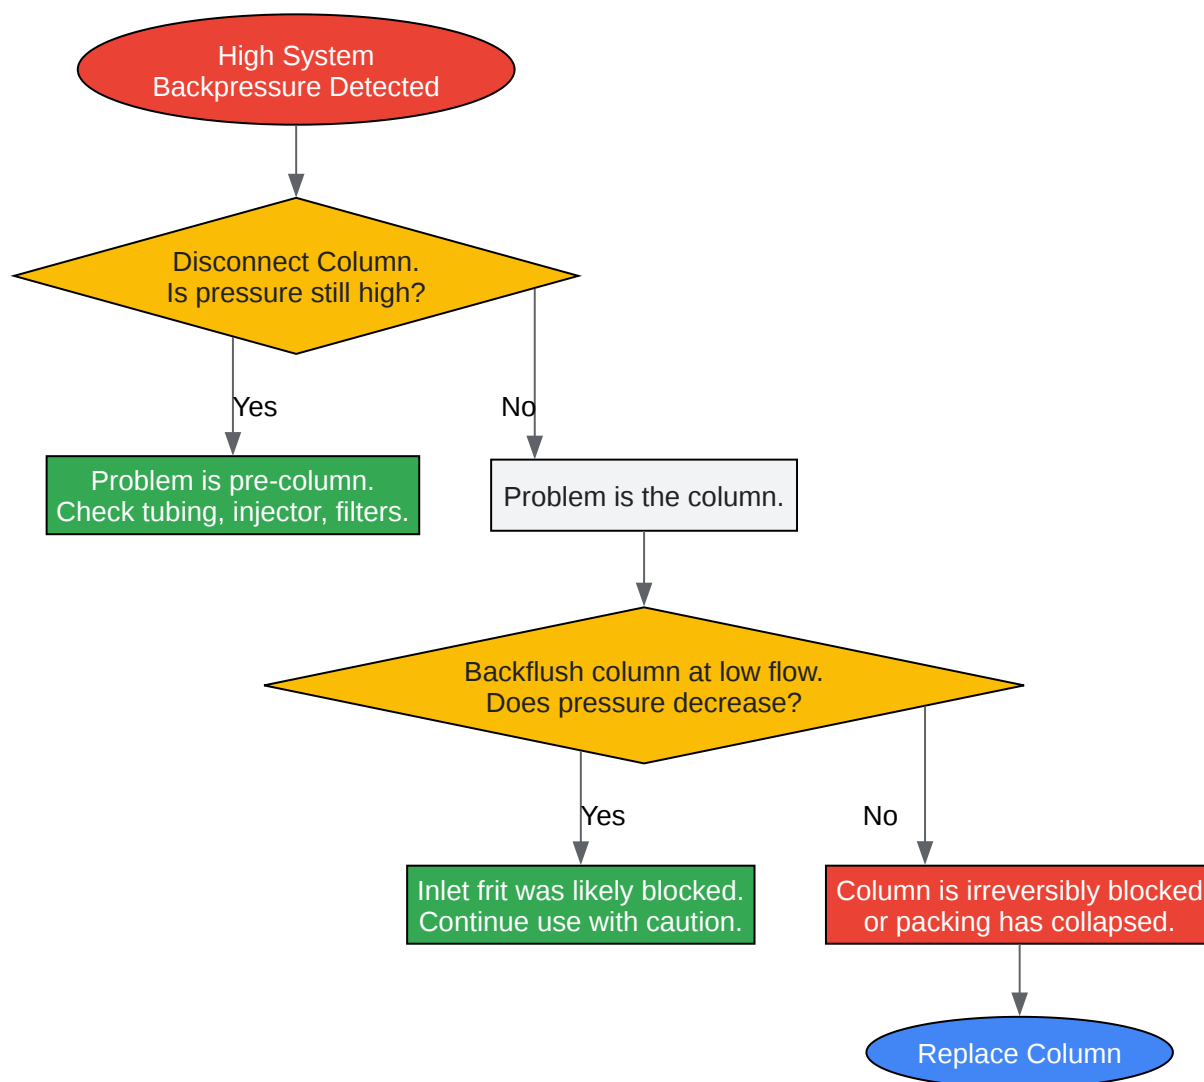 High System
Backpressure Detected
Disconnect Column.
Is pressure still high?
Yes
No
Problem is pre-column.
Check tubing, injector, filters.
Problem is the column.
Backflush column at low flow.
Does pressure decrease?
Yes
No
Inlet frit was likely blocked.
Continue use with caution.
Column is irreversibly blocked
or packing has collapsed.
Replace Column